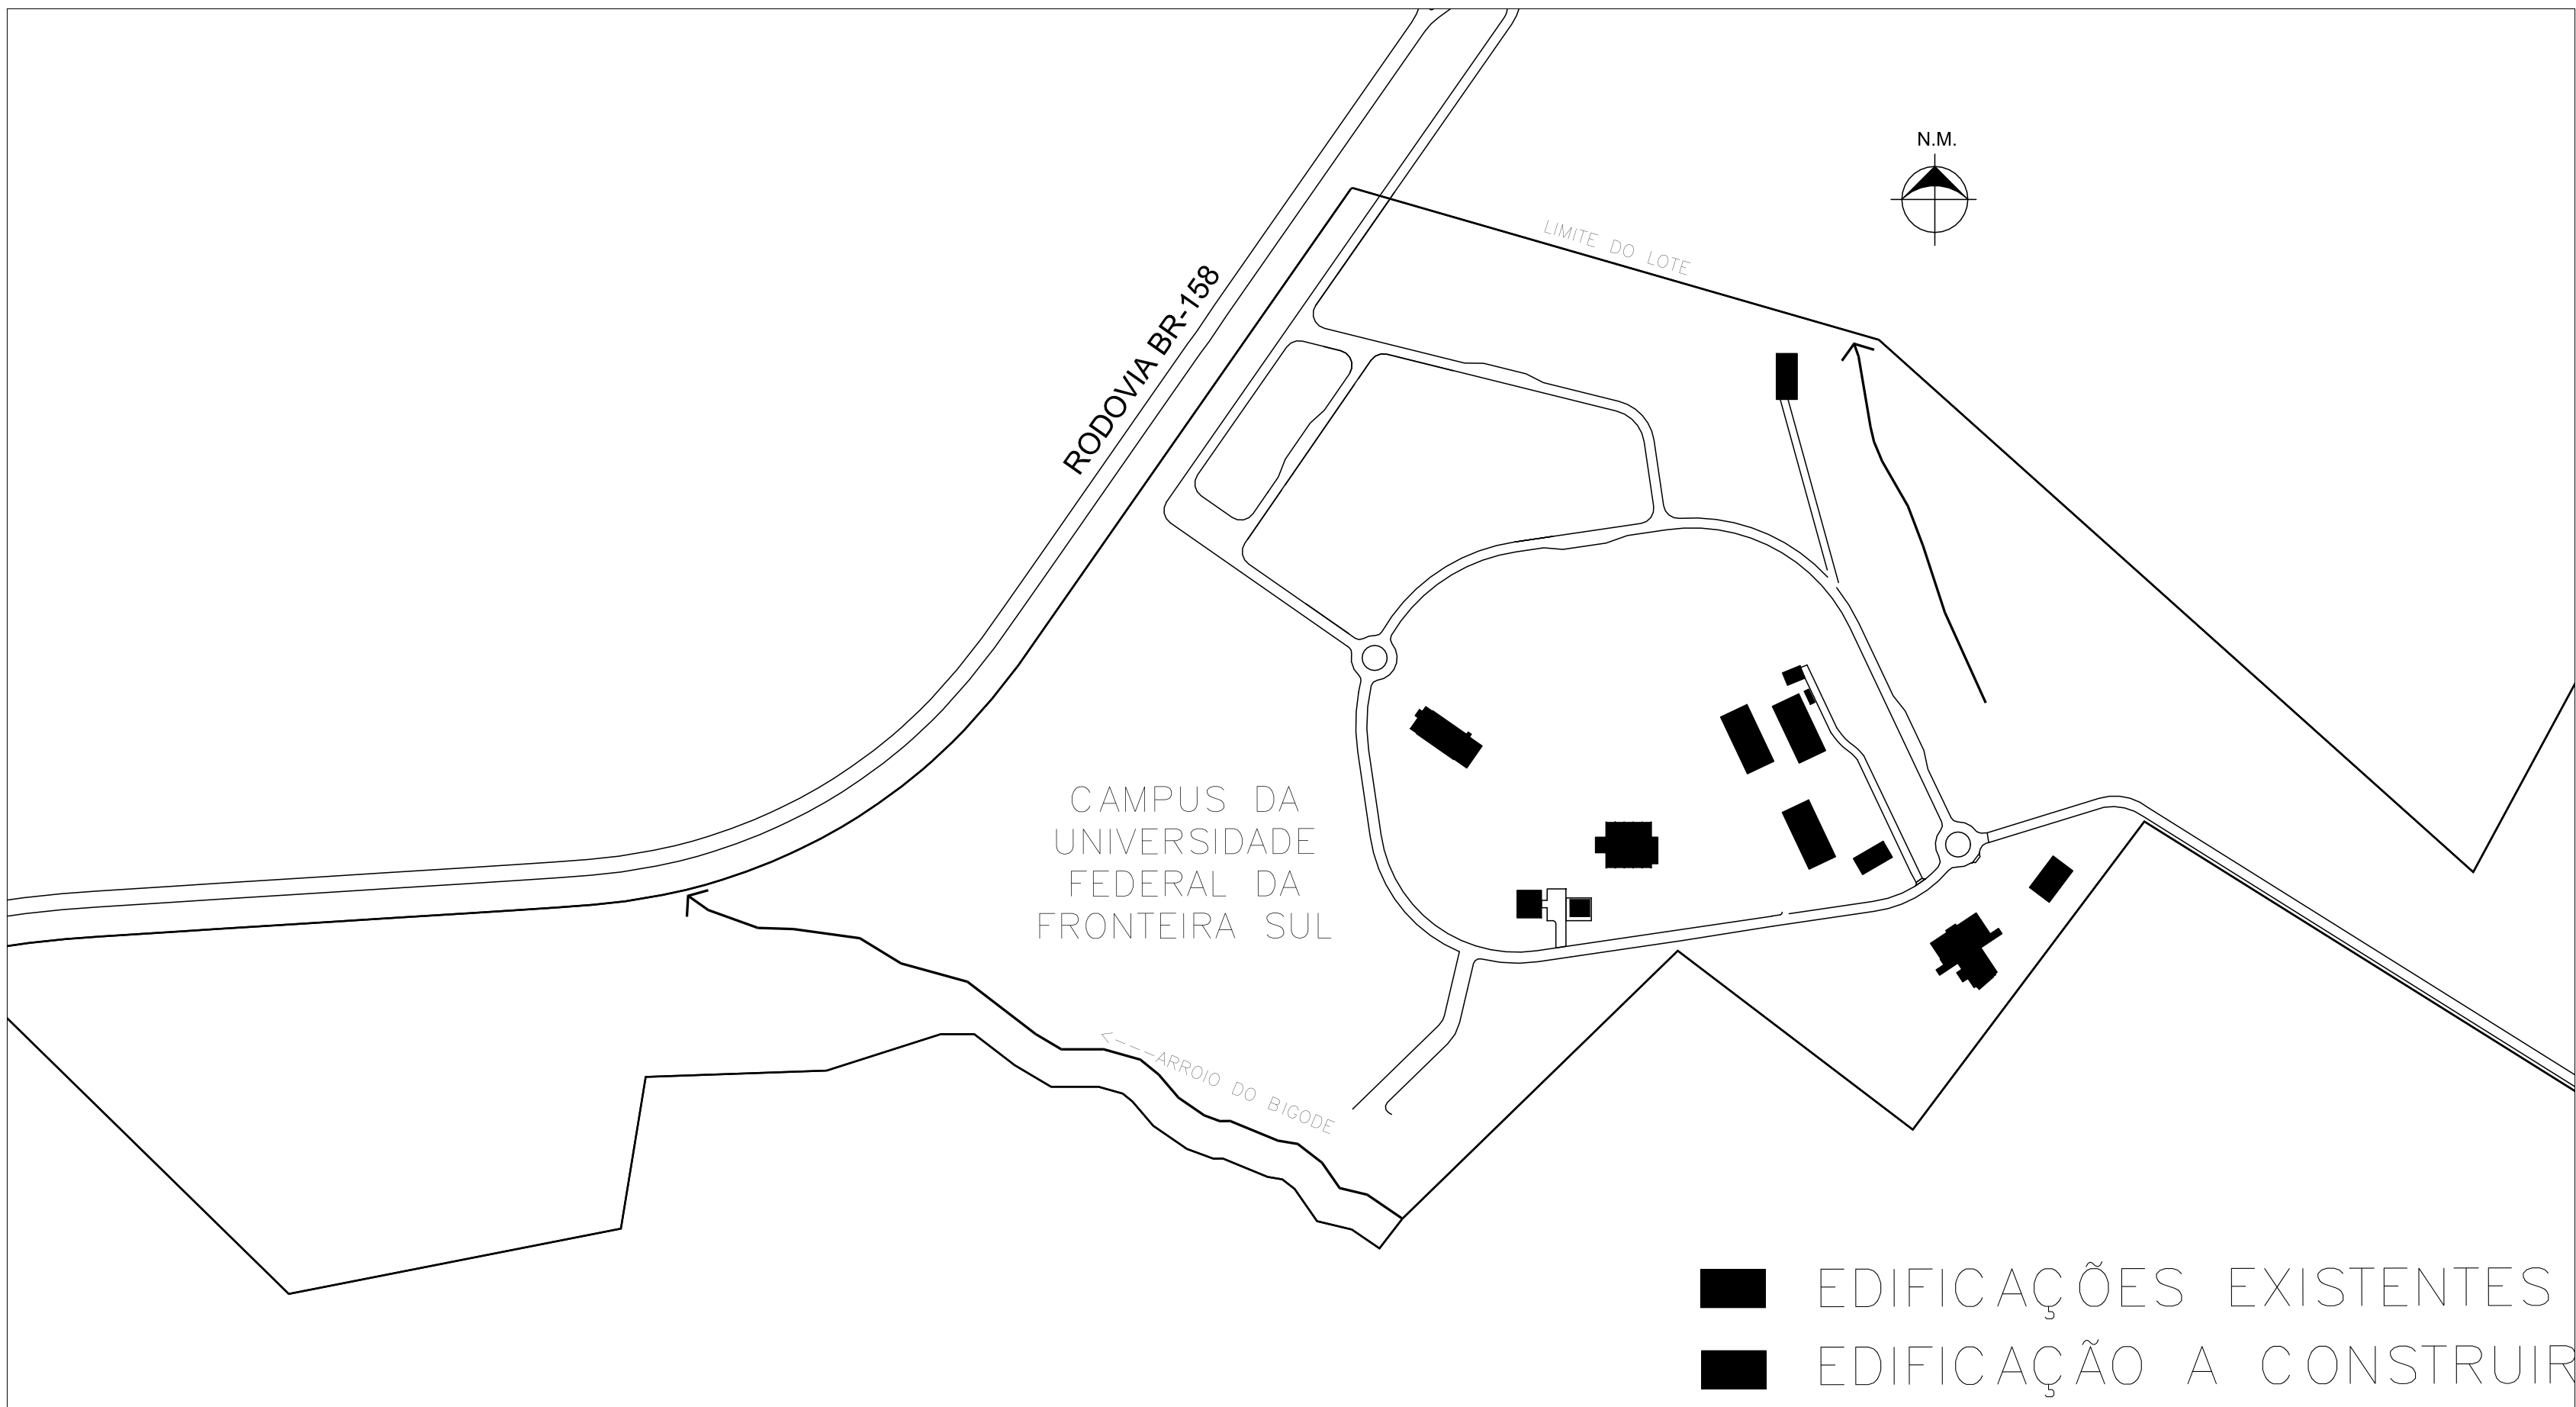 N.M.
LIMITE DO LOTE
RODOVIA BR-158
CAMPUS DA
UNIVERSIDADE
FEDERAL DA
FRONTEIRA SUL
<----ARROIO DO BIGODE
EDIFICAÇÕES EXISTENTES
EDIFICAÇÃO A CONSTRUIR